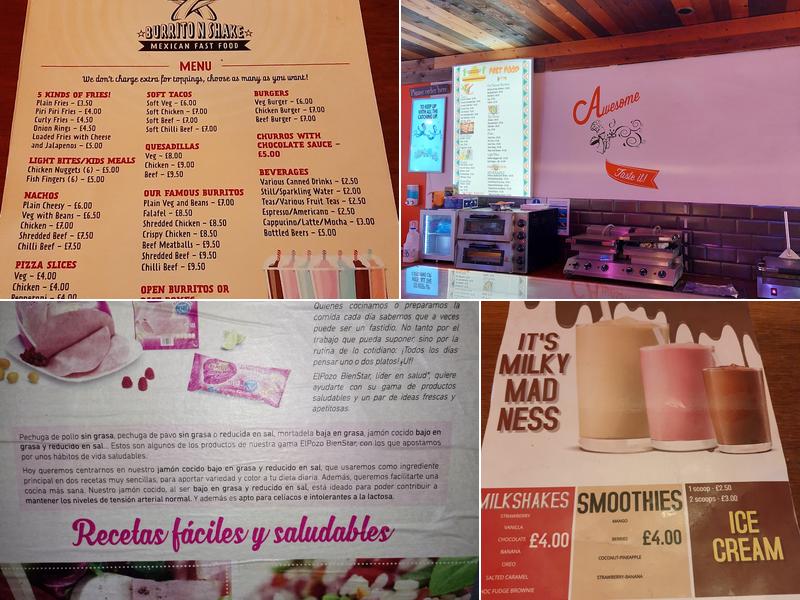 BURRITO N SHAKE
MEXICAN FAST FOOD
MENU
We don't charge extra for toppings, choose as many as you want!
5 KINDS OF FRIES!
Plain Fries – £3.50
Piri Piri Fries – £4.00
Curly Fries – £4.50
Onion Rings – £4.50
Loaded Fries with Cheese
and Jalapenos – £5.00
LIGHT BITES/KIDS MEALS
Chicken Nuggets (6) – £5.00
Fish Fingers (6) – £5.00
NACHOS
Plain Cheesy – £6.00
Veg with Beans – £6.50
Chicken – £7.00
Shredded Beef – £7.50
Chilli Beef – £7.50
PIZZA SLICES
Veg – £4.00
Chicken – £4.00
Pepperoni – £4.00
SOFT TACOS
Soft Veg – £6.00
Soft Chicken – £7.00
Soft Beef – £7.00
Soft Chilli Beef – £7.00
QUESADILLAS
Veg – £8.00
Chicken – £9.00
Beef – £9.50
OUR FAMOUS BURRITOS
Plain Veg and Beans – £7.00
Falafel – £8.50
Shredded Chicken – £8.50
Crispy Chicken – £8.50
Beef Meatballs – £9.50
Shredded Beef – £9.50
Chilli Beef – £9.50
OPEN BURRITOS OR
BURGERS
Veg Burger – £6.00
Chicken Burger – £7.00
Beef Burger – £7.00
CHURROS WITH
CHOCOLATE SAUCE –
£5.00
BEVERAGES
Various Canned Drinks – £2.50
Still/Sparkling Water – £2.00
Teas/Various Fruit Teas – £2.50
Espresso/Americano – £2.50
Cappucino/Latte/Mocha – £3.00
Bottled Beers – £5.00
Please order here
TO KEEP UP
WITH ALL THE
CATCHING UP.
FAST FOOD
Awesome
Taste it!
Quienes cocinamos o preparamos la
comida cada día sabemos que a veces
puede ser un fastidio. No tanto por el
trabajo que pueda suponer, sino por la
rutina de lo cotidiano: ¡Todos los días
pensar uno o dos platos! ¡Uf!
ElPozo BienStar, líder en salud*, quiere
ayudarte con su gama de productos
saludables y un par de ideas frescas y
apetitosas.
Pechuga de pollo sin grasa, pechuga de pavo sin grasa o reducida en sal, mortadela baja en grasa, jamón cocido bajo en
grasa y reducido en sal... Estos son algunos de los productos de nuestra gama ElPozo BienStar, con los que apostamos
por unos hábitos de vida saludables.
Hoy queremos centrarnos en nuestro jamón cocido bajo en grasa y reducido en sal, que usaremos como ingrediente
principal en dos recetas muy sencillas, para aportar variedad y color a tu dieta diaria. Además, queremos facilitarte una
cocina más sana. Nuestro jamón cocido, al ser bajo en grasa y reducido en sal, está ideado para poder contribuir a
mantener los niveles de tensión arterial normal. Y además es apto para celíacos e intolerantes a la lactosa.
Recetas fáciles y saludables
IT'S
MILKY
MAD
NESS
MILKSHAKES
STRAWBERRY
VANILLA
CHOCOLATE
BANANA
OREO
SALTED CARAMEL
HOC FUDGE BROWNIE
£4.00
SMOOTHIES
MANGO
BERRIES
COCONUT-PINEAPPLE
STRAWBERRY-BANANA
£4.00
1 scoop - £2.50
2 scoops - £3.00
ICE
CREAM